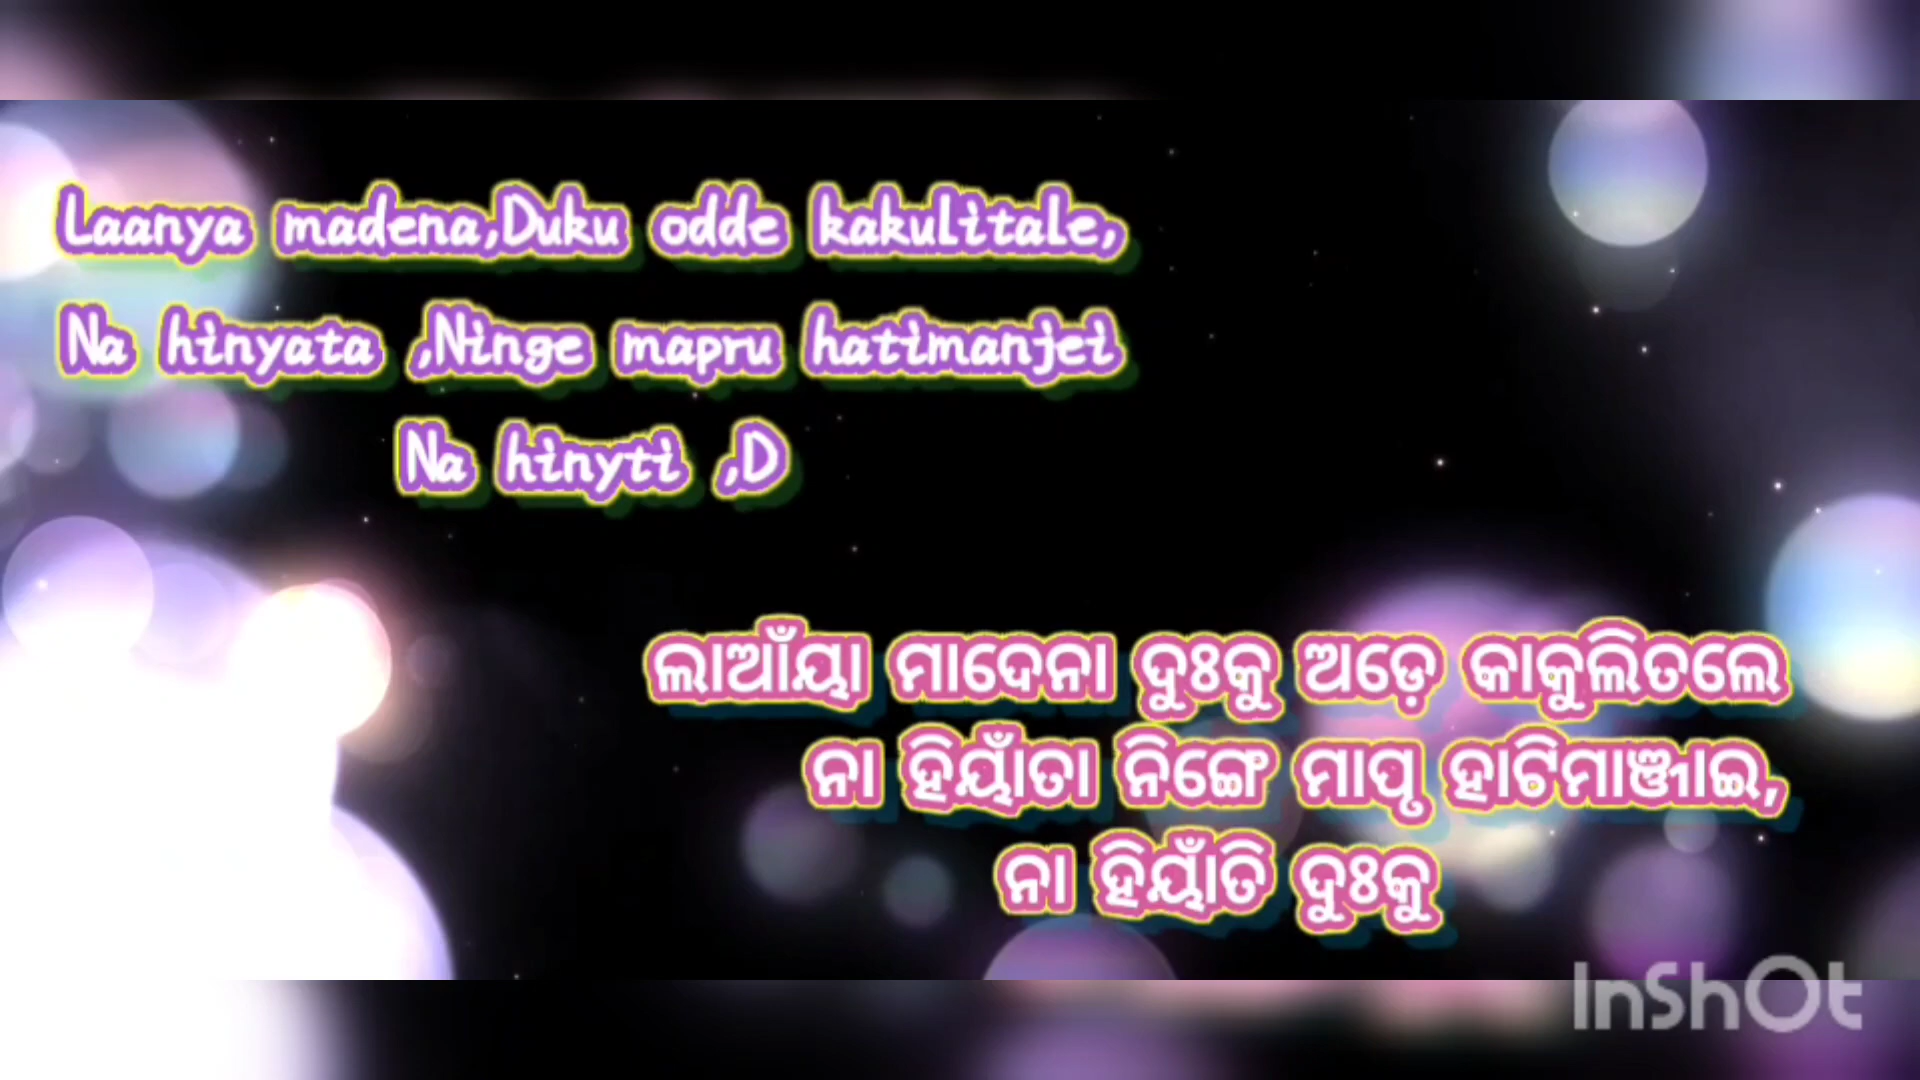 Laanya madena,Duku odde kakulitale,
Na hinyata ,Ninge mapru hatimanjei
Na hinyti ,D
ଲାଆଁୟା ମାଦେନା ଦୁଃକୁ ଅଡ଼େ କାକୁଲିତଲେ
ନା ହିୟାଁତା ନିଙ୍ଗେ ମାପୃ ହାଟିମାଞ୍ଜାଇ,
ନା ହିୟାଁତି ଦୁଃକୁ
InShOt